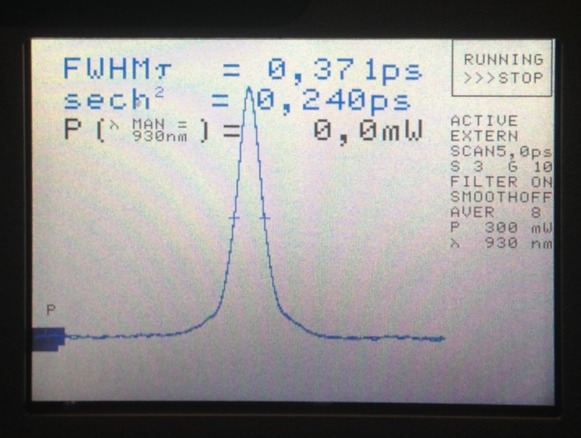 FWHMτ = 0,371ps
sech² = 0,240ps
P (λ MAN = 930nm) = 0,0mW
RUNNING
>>>STOP
ACTIVE
EXTERN
SCAN5,0ps
S 3 G 10
FILTER ON
SMOOTHOFF
AVER 8
P 300 mW
λ 930 nm
P